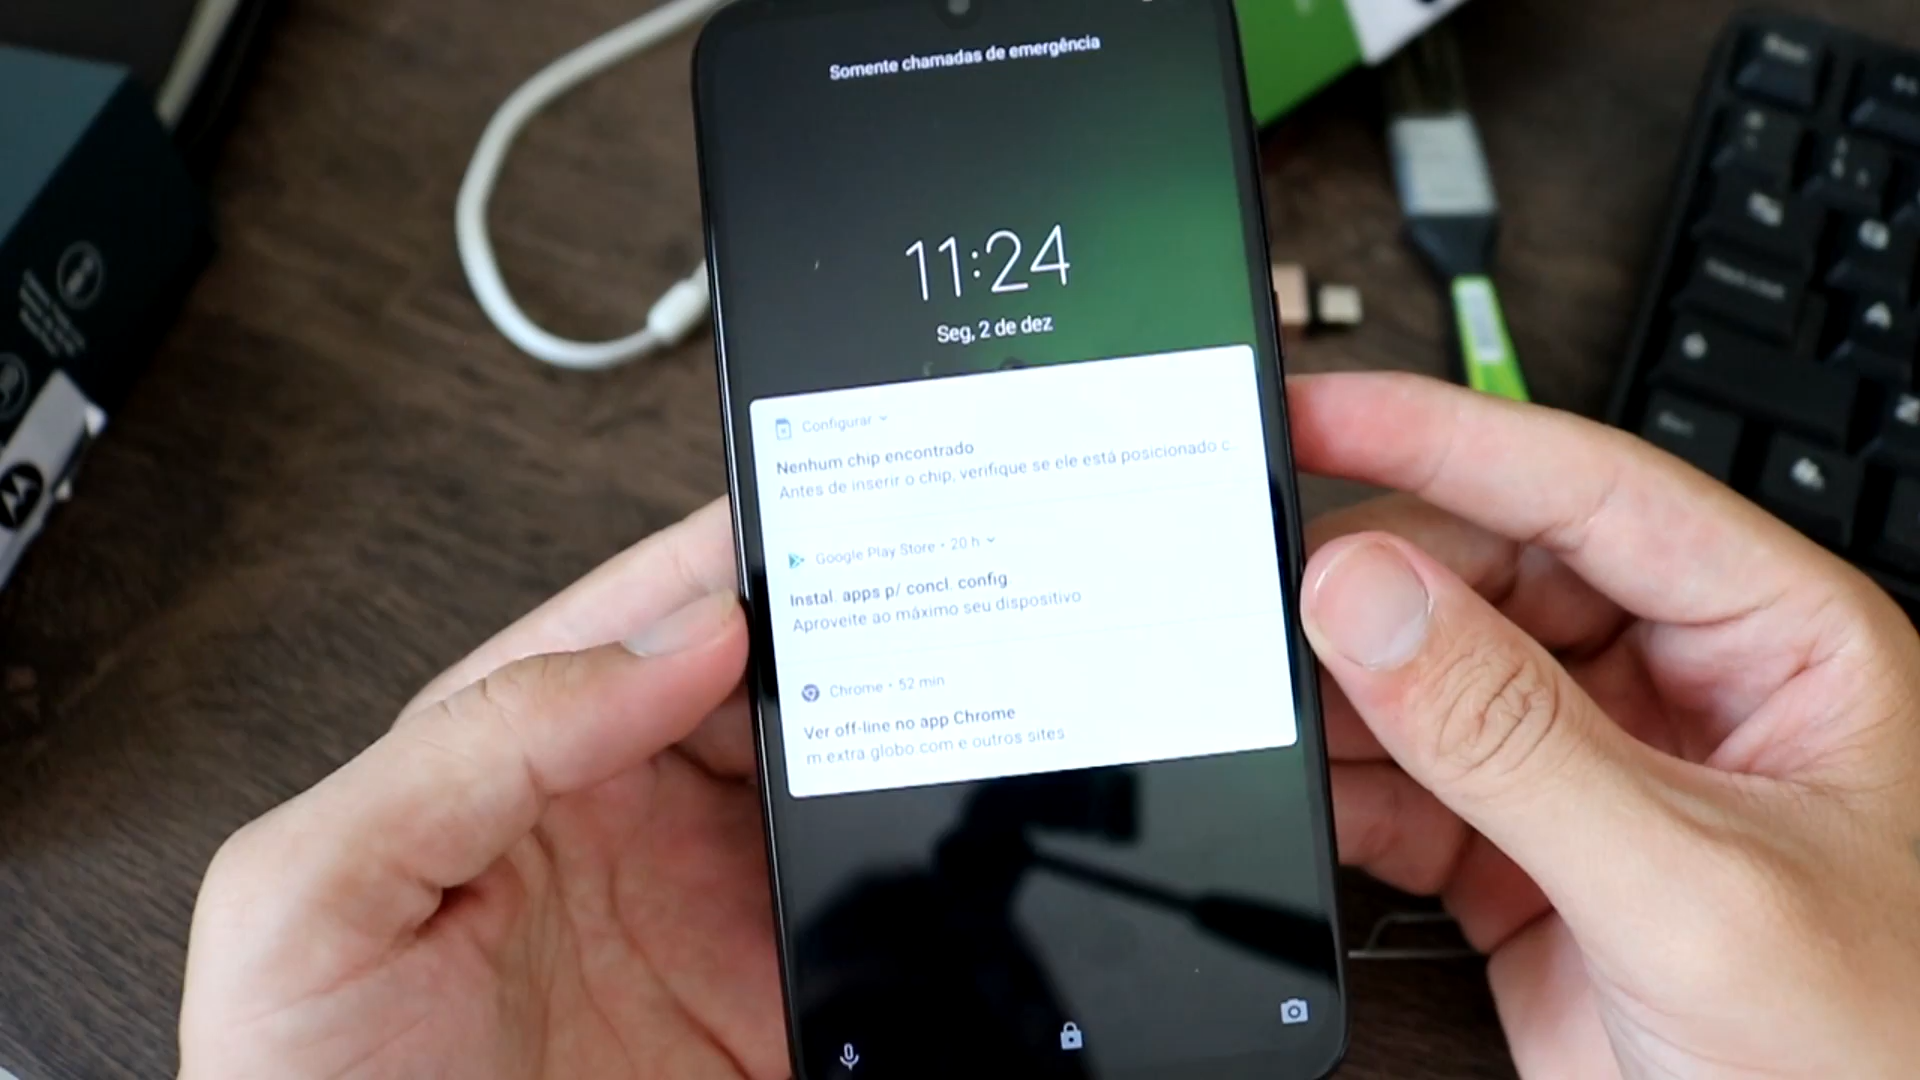 Somente chamadas de emergência
11:24
Seg, 2 de dez
Configurar
Nenhum chip encontrado
Antes de inserir o chip, verifique se ele está posicionado c...
Google Play Store • 20 h
Instal. apps p/ concl. config
Aproveite ao máximo seu dispositivo
Chrome • 52 min
Ver off-line no app Chrome
m extra globo.com e outros sites